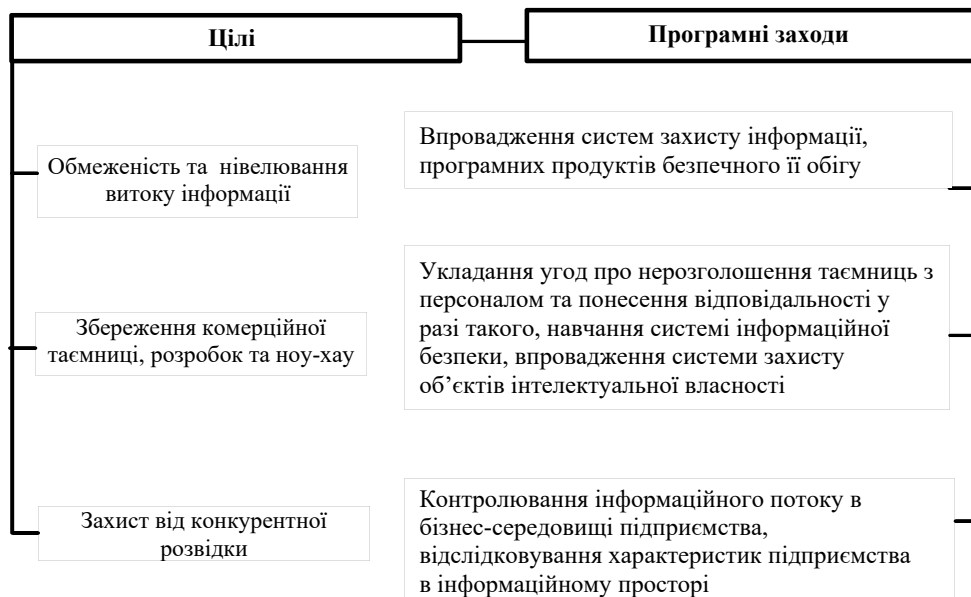 Цілі
Програмні заходи
Обмеженість та нівелювання
витоку інформації
Впровадження систем захисту інформації,
програмних продуктів безпечного її обігу
Збереження комерційної
таємниці, розробок та ноу-хау
Укладання угод про нерозголошення таємниць з
персоналом та понесення відповідальності у
разі такого, навчання системі інформаційної
безпеки, впровадження системи захисту
об’єктів інтелектуальної власності
Захист від конкурентної
розвідки
Контролювання інформаційного потоку в
бізнес-середовищі підприємства,
відслідковування характеристик підприємства
в інформаційному просторі